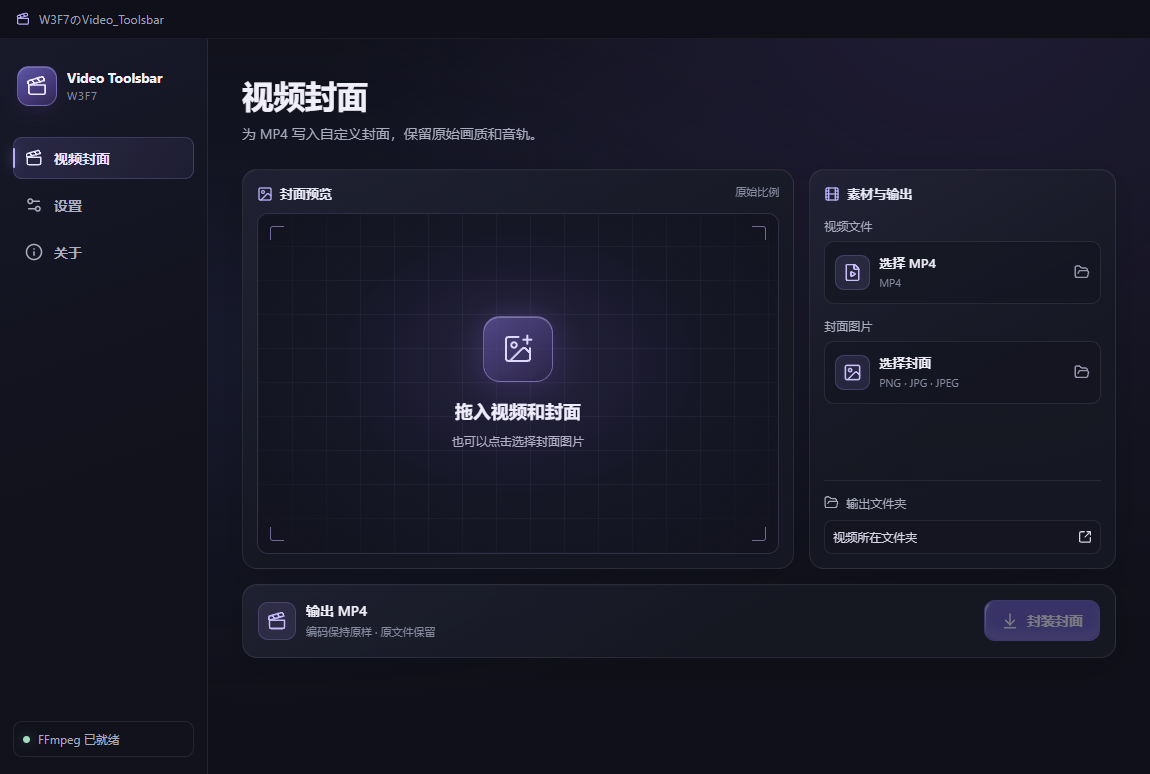 W3F7のVideo_Toolsbar
Video Toolsbar
W3F7
视频封面
设置
关于
FFmpeg 已就绪
视频封面
为 MP4 写入自定义封面，保留原始画质和音轨。
封面预览
原始比例
拖入视频和封面
也可以点击选择封面图片
素材与输出
视频文件
选择 MP4
MP4
封面图片
选择封面
PNG · JPG · JPEG
输出文件夹
视频所在文件夹
输出 MP4
编码保持原样 · 原文件保留
封装封面